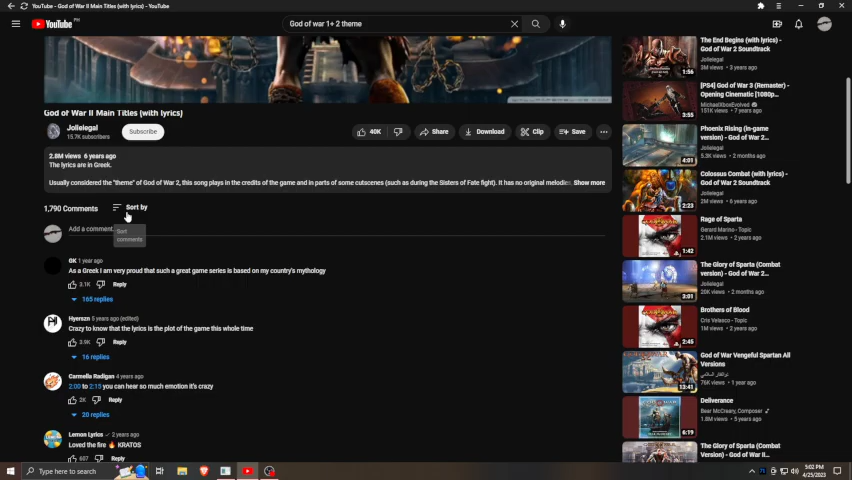 YouTube - God of War II Main Titles (with lyrics) - YouTube
YouTube PH
God of war 1+ 2 theme
God of War II Main Titles (with lyrics)
Jolielegal
15.7K subscribers
Subscribe
40K
Share
Download
Clip
Save
2.8M views 6 years ago
The lyrics are in Greek.
Usually considered the "theme" of God of War 2, this song plays in the credits of the game and in parts of some cutscenes (such as during the Sisters of Fate fight). It has no original melodies, Show more
1,790 Comments
Sort by
Add a comment
Sort
comments
GK 1 year ago
As a Greek I am very proud that such a great game series is based on my country's mythology
3.1K Reply
165 replies
Hyerszn 5 years ago (edited)
Crazy to know that the lyrics is the plot of the game this whole time
3.9K Reply
16 replies
Carmella Radigan 4 years ago
2:00 to 2:15 you can hear so much emotion it's crazy
2K Reply
20 replies
Lemon Lyrics 2 years ago
Loved the fire 🔥 KRATOS
607 Reply
The End Begins (with lyrics) -
God of War 2 Soundtrack
Jolielegal
3M views • 3 years ago
1:56
[PS4] God of War 3 (Remaster) -
Opening Cinematic [1080p...
MichaelXboxEvolved
151K views • 7 years ago
3:55
Phoenix Rising (in-game
version) - God of War 2...
Jolielegal
5.3K views • 2 months ago
4:01
Colossus Combat (with lyrics) -
God of War 2 Soundtrack
Jolielegal
2M views • 6 years ago
2:23
Rage of Sparta
Gerard Marino - Topic
2.1M views • 2 years ago
1:42
The Glory of Sparta (Combat
version) - God of War 2...
Jolielegal
20K views • 2 months ago
3:01
Brothers of Blood
Cris Velasco - Topic
1M views • 2 years ago
2:45
God of War Vengeful Spartan All
Versions
ذوالفقار السلامي
76K views • 1 year ago
13:41
Deliverance
Bear McCreary, Composer
1.8M views • 5 years ago
6:19
The Glory of Sparta (Combat
version) - God of War II...
Type here to search
5:02 PM
4/25/2023